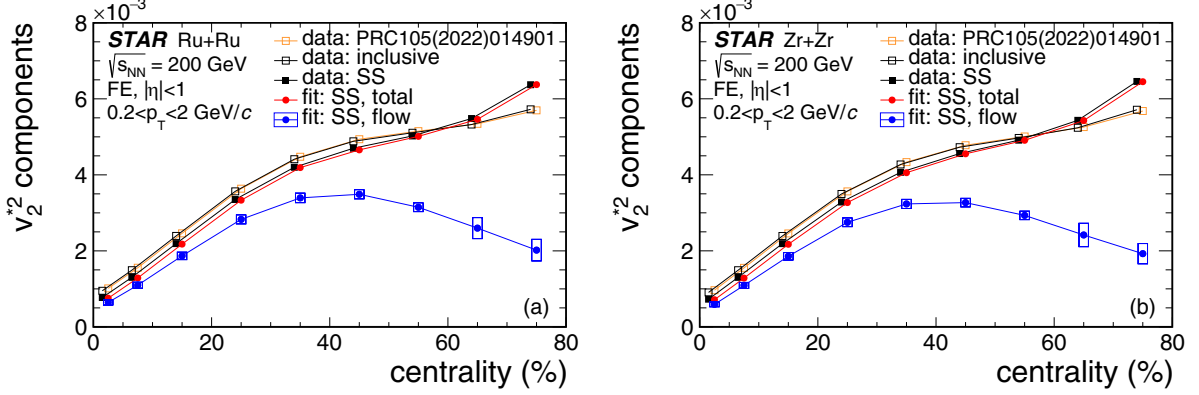 ×10⁻³
8
6
4
2
0
v₂*² components
STAR Ru+Ru
√s_NN = 200 GeV
FE, |η|<1
0.2<p_T<2 GeV/c
data: PRC105(2022)014901
data: inclusive
data: SS
fit: SS, total
fit: SS, flow
(a)
0 20 40 60 80
centrality (%)
×10⁻³
8
6
4
2
0
v₂*² components
STAR Zr+Zr
√s_NN = 200 GeV
FE, |η|<1
0.2<p_T<2 GeV/c
data: PRC105(2022)014901
data: inclusive
data: SS
fit: SS, total
fit: SS, flow
(b)
0 20 40 60 80
centrality (%)